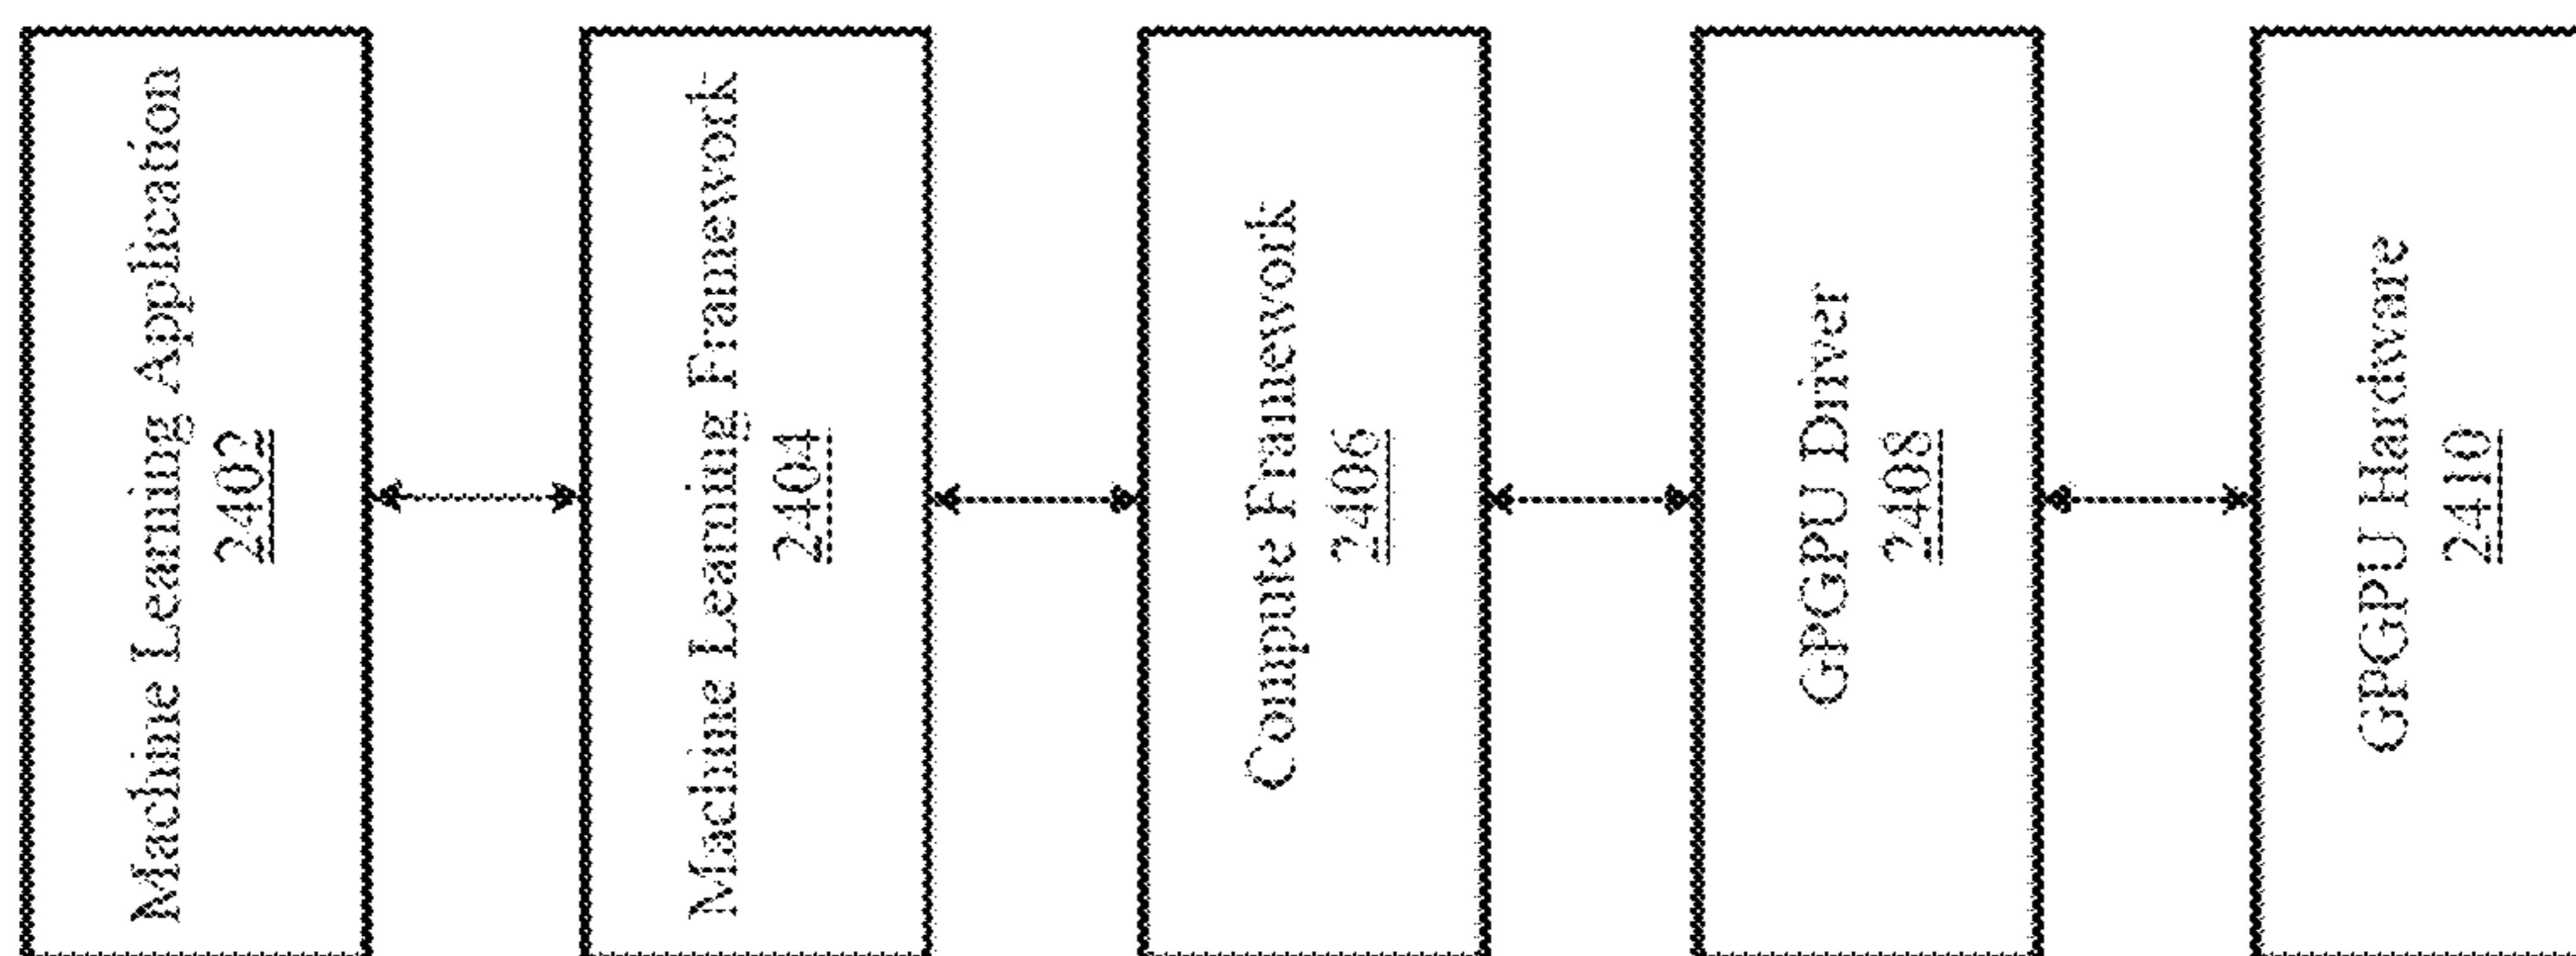 Machine Learning Application
2402
Machine Learning Framework
2404
Compute Framework
2406
GPGPU Driver
2408
GPGPU Hardware
2410